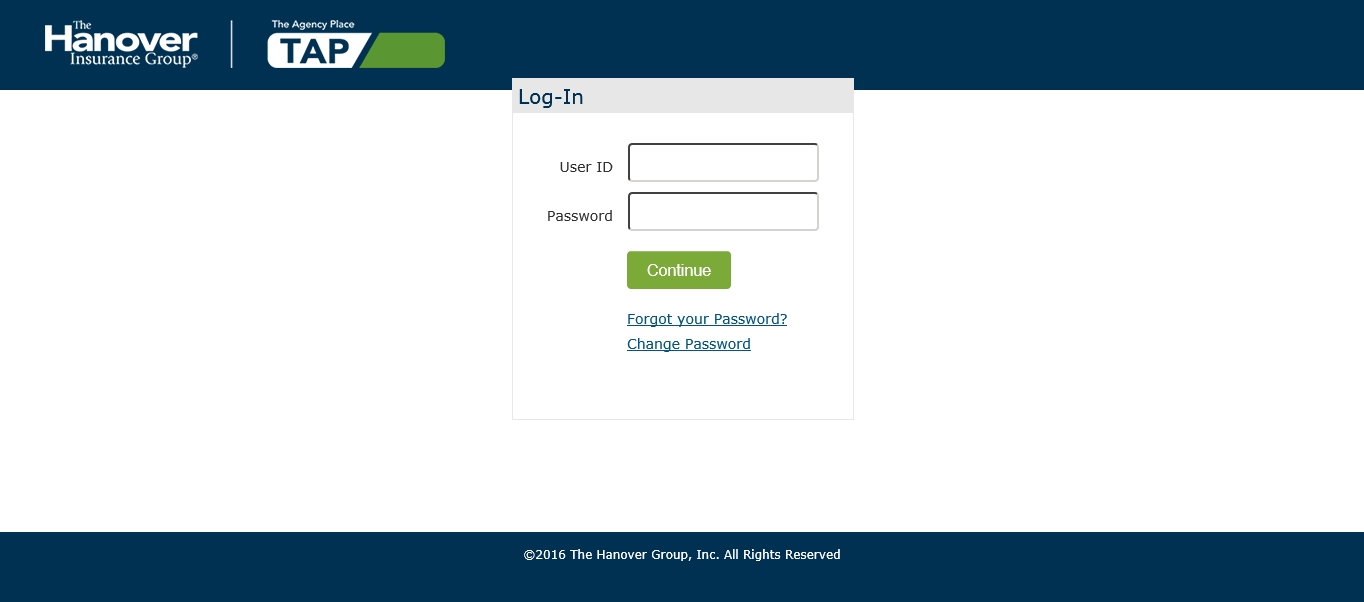 The
Hanover
Insurance Group®
The Agency Place
TAP
Log-In
User ID
Password
Continue
Forgot your Password?
Change Password
©2016 The Hanover Group, Inc. All Rights Reserved